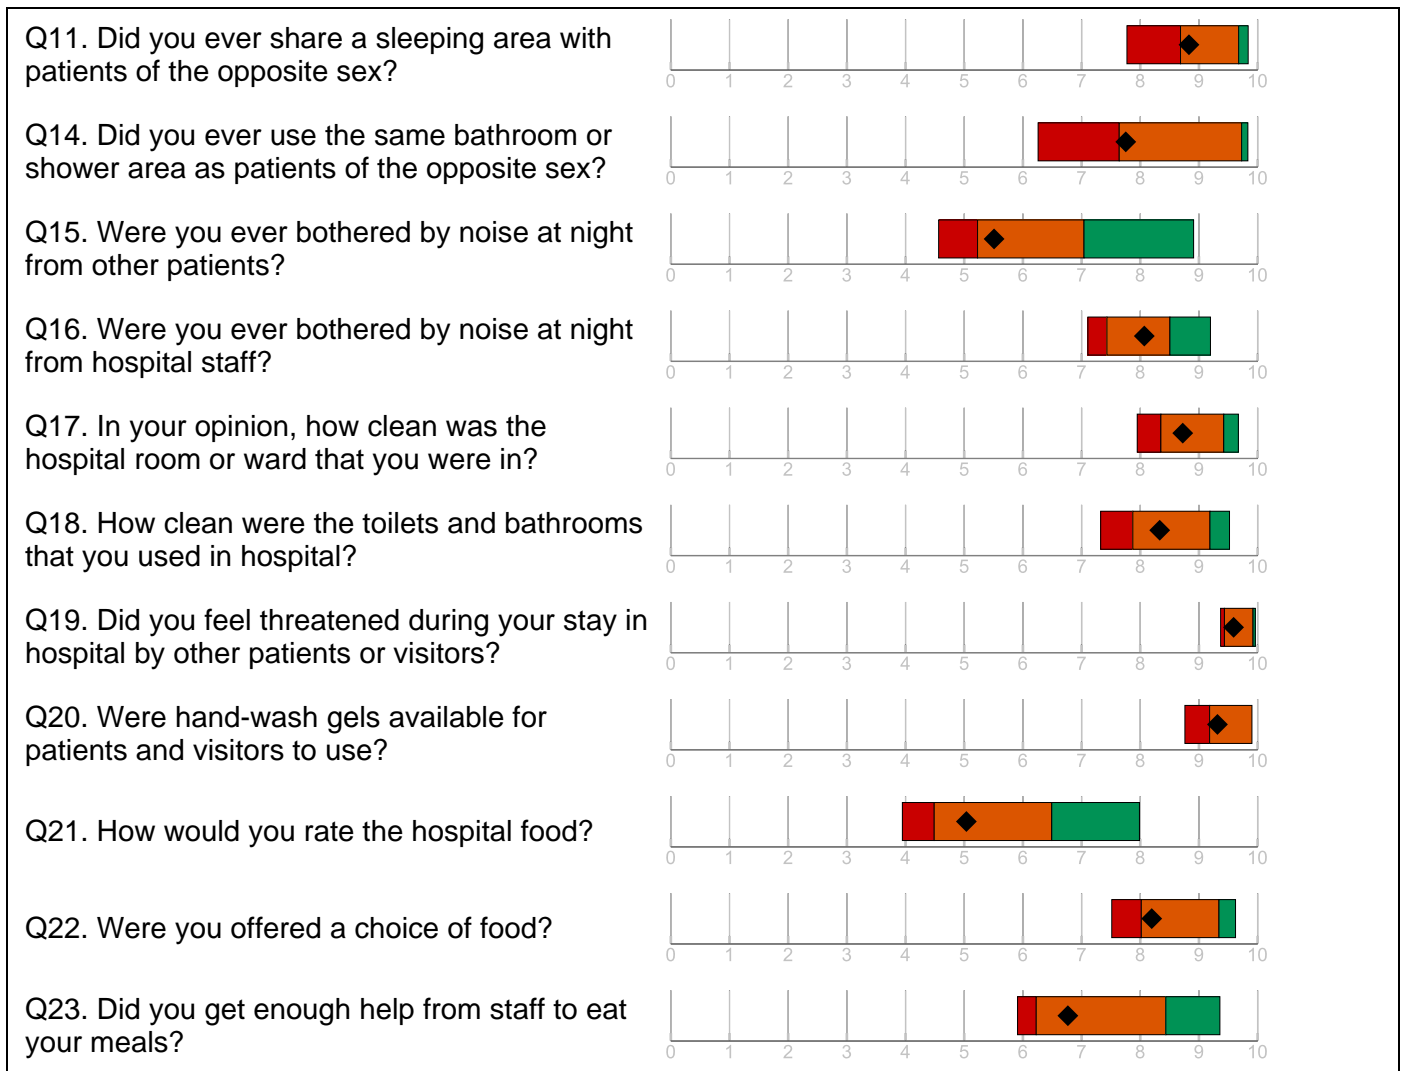 Q11. Did you ever share a sleeping area with
patients of the opposite sex?
0 1 2 3 4 5 6 7 8 9 10
Q14. Did you ever use the same bathroom or
shower area as patients of the opposite sex?
0 1 2 3 4 5 6 7 8 9 10
Q15. Were you ever bothered by noise at night
from other patients?
0 1 2 3 4 5 6 7 8 9 10
Q16. Were you ever bothered by noise at night
from hospital staff?
0 1 2 3 4 5 6 7 8 9 10
Q17. In your opinion, how clean was the
hospital room or ward that you were in?
0 1 2 3 4 5 6 7 8 9 10
Q18. How clean were the toilets and bathrooms
that you used in hospital?
0 1 2 3 4 5 6 7 8 9 10
Q19. Did you feel threatened during your stay in
hospital by other patients or visitors?
0 1 2 3 4 5 6 7 8 9 10
Q20. Were hand-wash gels available for
patients and visitors to use?
0 1 2 3 4 5 6 7 8 9 10
Q21. How would you rate the hospital food?
0 1 2 3 4 5 6 7 8 9 10
Q22. Were you offered a choice of food?
0 1 2 3 4 5 6 7 8 9 10
Q23. Did you get enough help from staff to eat
your meals?
0 1 2 3 4 5 6 7 8 9 10